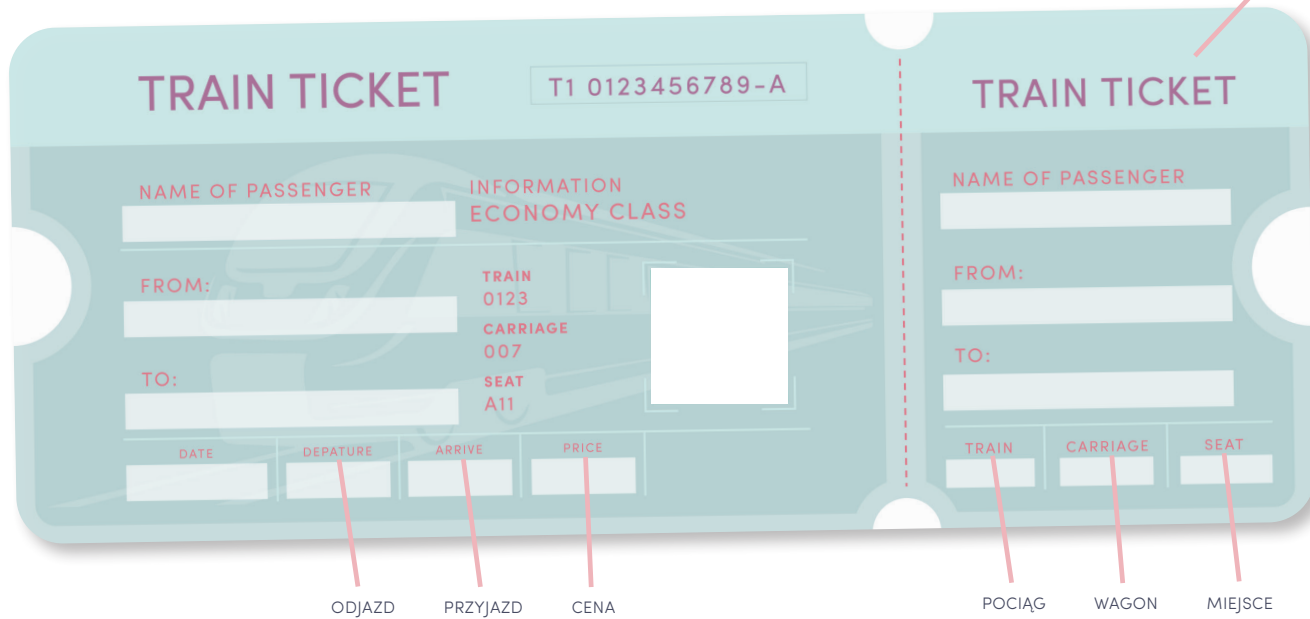 TRAIN TICKET
T1 0123456789-A
NAME OF PASSENGER
INFORMATION
ECONOMY CLASS
FROM:
TRAIN
0123
CARRIAGE
007
TO:
SEAT
A11
DATE
DEPATURE
ARRIVE
PRICE
TRAIN TICKET
NAME OF PASSENGER
FROM:
TO:
TRAIN
CARRIAGE
SEAT
ODJAZD
PRZYJAZD
CENA
POCIĄG
WAGON
MIEJSCE